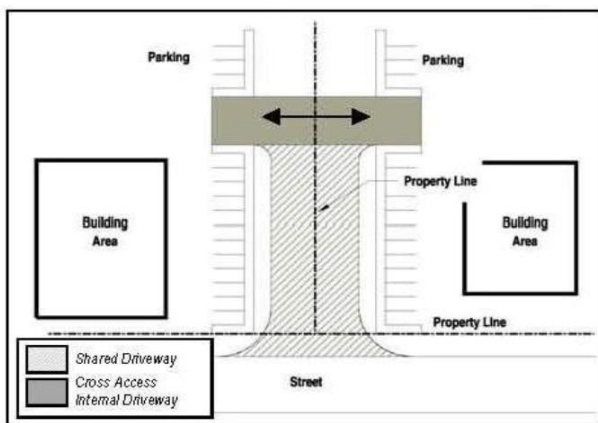 Parking
Parking
Property Line
Building
Area
Building
Area
Property Line
Shared Driveway
Cross Access
Internal Driveway
Street